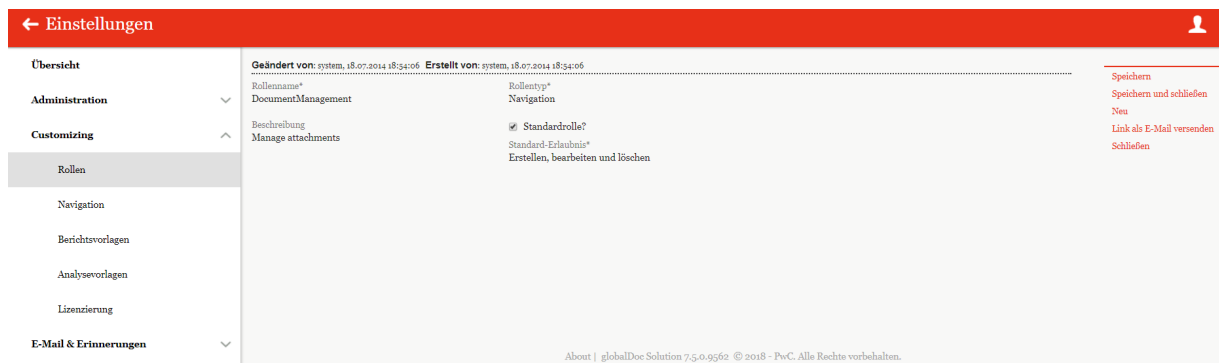 Einstellungen
Übersicht
Administration
Customizing
Rollen
Navigation
Berichtsvorlagen
Analysevorlagen
Lizenzierung
E-Mail & Erinnerungen
Geändert von: system, 18.07.2014 18:54:06 Erstellt von: system, 18.07.2014 18:54:06
Rollenname*
DocumentManagement
Rollentyp*
Navigation
Beschreibung
Manage attachments
Standardrolle?
Standard-Erlaubnis*
Erstellen, bearbeiten und löschen
Speichern
Speichern und schließen
Neu
Link als E-Mail versenden
Schließen
About | globalDoc Solution 7.5.0.9562 © 2018 - PwC. Alle Rechte vorbehalten.